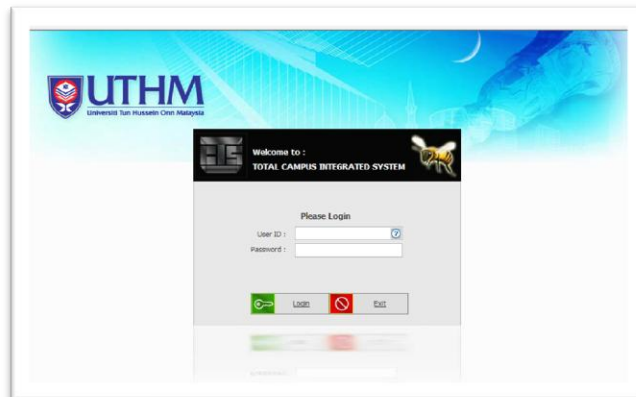 UTHM
Universiti Tun Hussein Onn Malaysia
Welcome to :
TOTAL CAMPUS INTEGRATED SYSTEM
Please Login
User ID :
Password :
Login
Exit